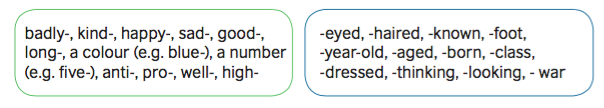 badly-, kind-, happy-, sad-, good-,
long-, a colour (e.g. blue-), a number
(e.g. five-), anti-, pro-, well-, high-
-eyed, -haired, -known, -foot,
-year-old, -aged, -born, -class,
-dressed, -thinking, -looking, - war